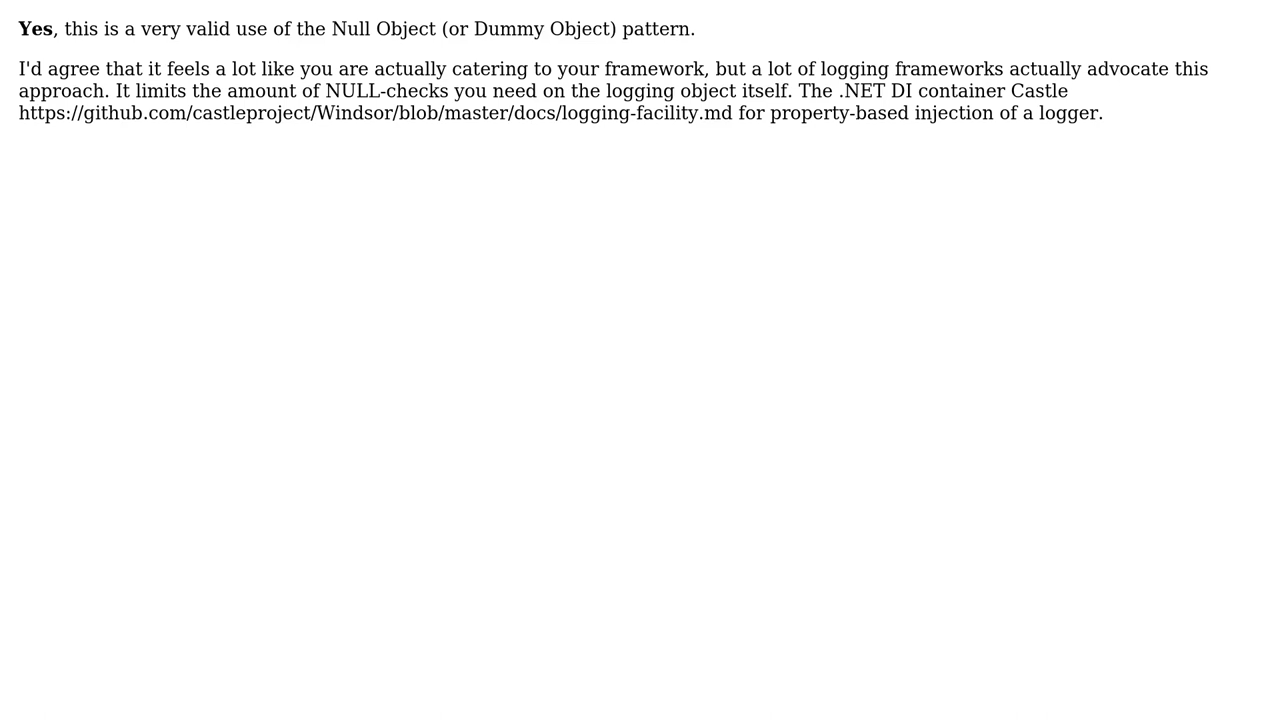 Yes, this is a very valid use of the Null Object (or Dummy Object) pattern.
I'd agree that it feels a lot like you are actually catering to your framework, but a lot of logging frameworks actually advocate this
approach. It limits the amount of NULL-checks you need on the logging object itself. The .NET DI container Castle
https://github.com/castleproject/Windsor/blob/master/docs/logging-facility.md for property-based injection of a logger.